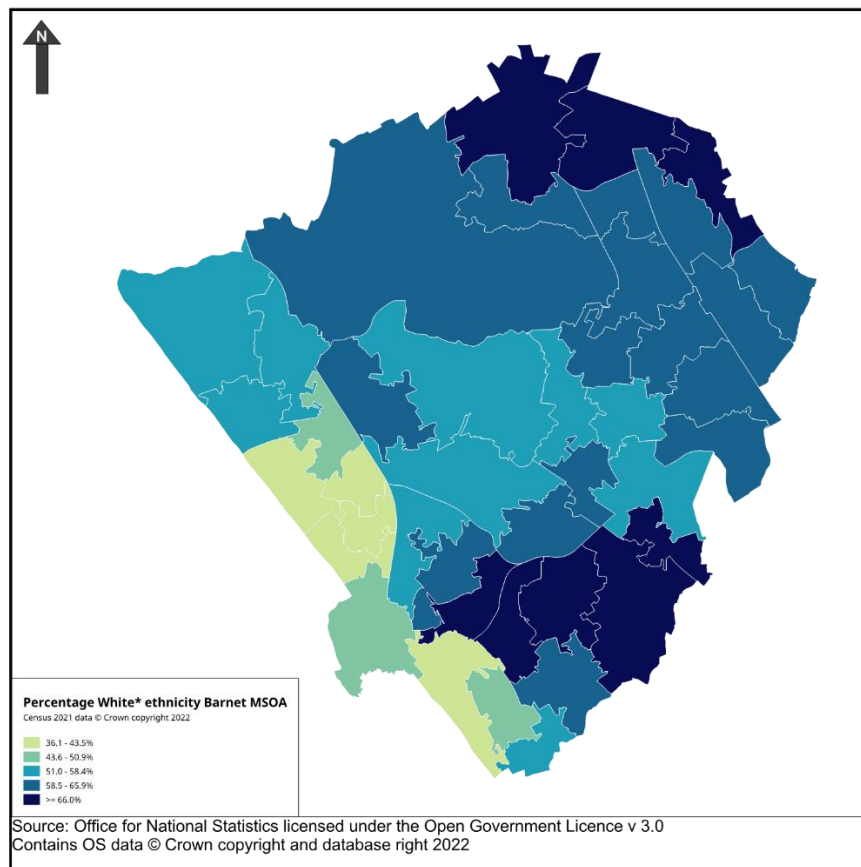 N
Percentage White* ethnicity Barnet MSOA
Census 2021 data © Crown copyright 2022
36.1 - 43.5%
43.6 - 50.9%
51.0 - 58.4%
58.5 - 65.9%
>= 66.0%
Source: Office for National Statistics licensed under the Open Government Licence v 3.0
Contains OS data © Crown copyright and database right 2022